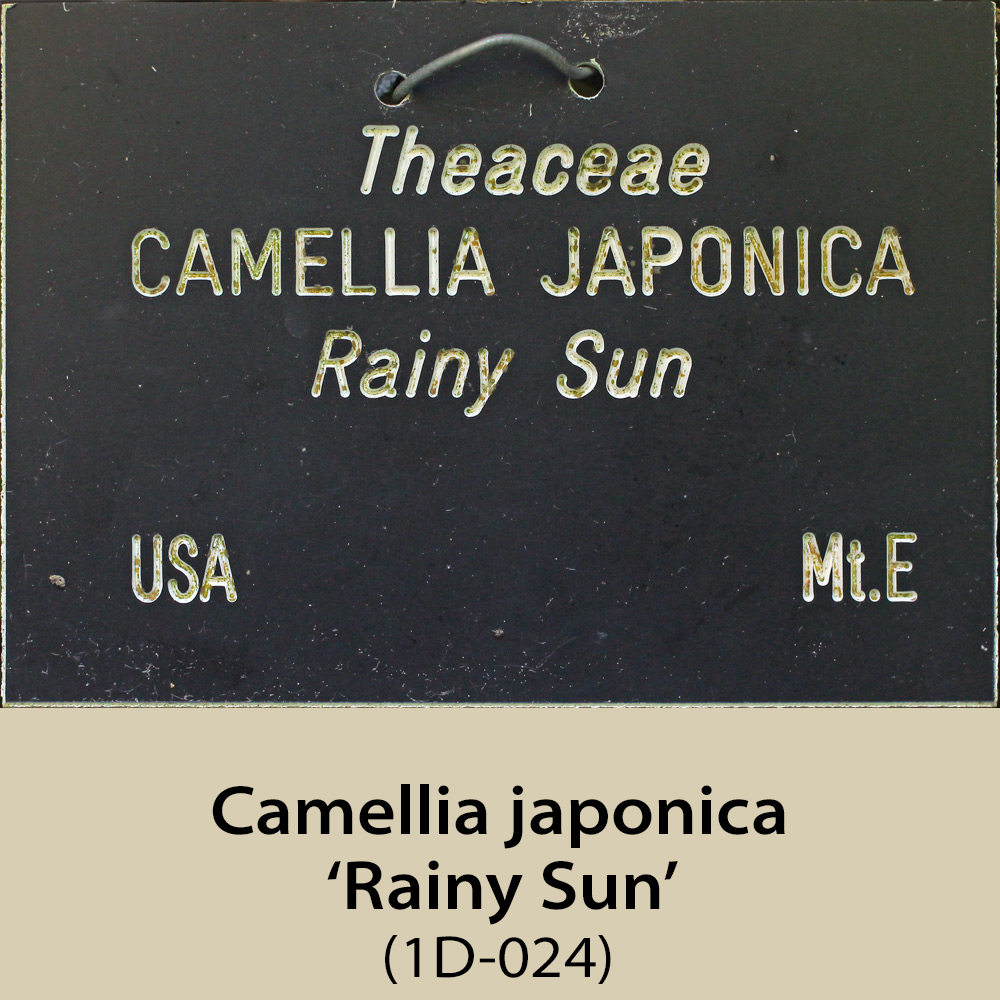 Theaceae
CAMELLIA JAPONICA
Rainy Sun
USA Mt.E
Camellia japonica
‘Rainy Sun’
(1D-024)